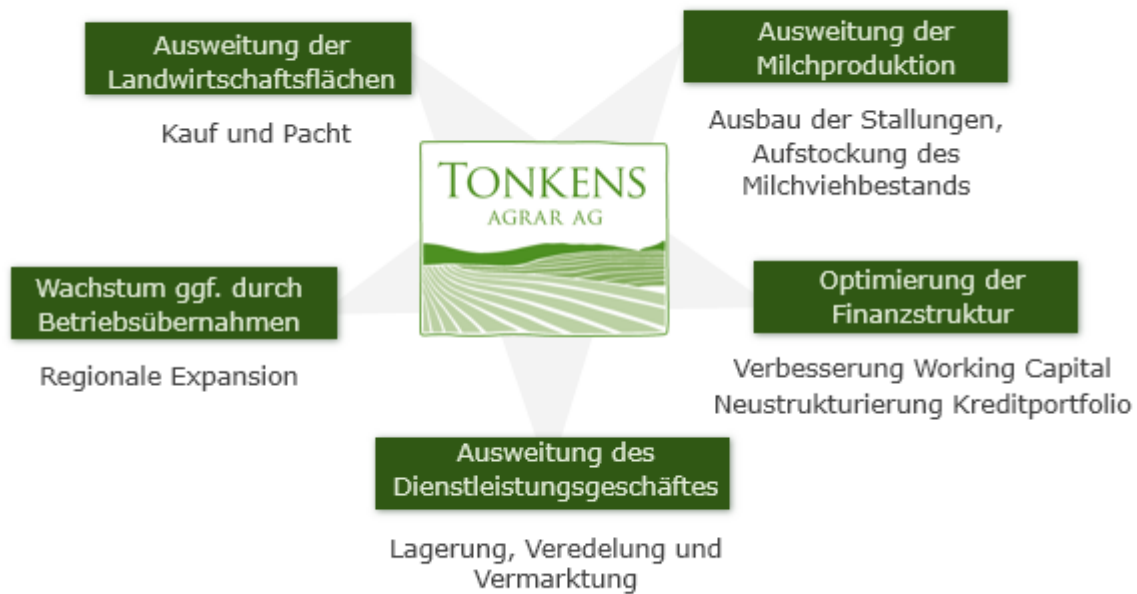 Ausweitung der
Landwirtschaftsflächen
Kauf und Pacht
Ausweitung der
Milchproduktion
Ausbau der Stallungen,
Aufstockung des
Milchviehbestands
TONKENS
AGRAR AG
Wachstum ggf. durch
Betriebsübernahmen
Regionale Expansion
Optimierung der
Finanzstruktur
Verbesserung Working Capital
Neustrukturierung Kreditportfolio
Ausweitung des
Dienstleistungsgeschäftes
Lagerung, Veredelung und
Vermarktung